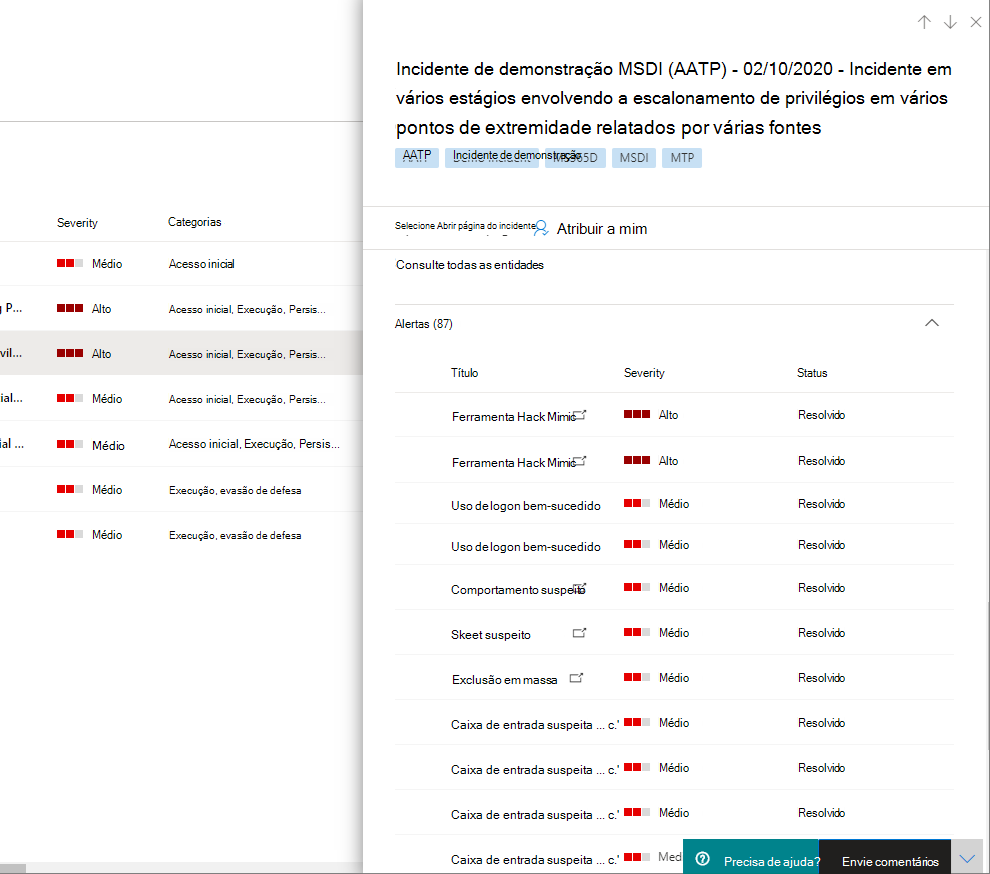 Incidente de demonstração MSDI (AATP) - 02/10/2020 - Incidente em
vários estágios envolvendo a escalonamento de privilégios em vários
pontos de extremidade relatados por várias fontes
AATP Incidente de demonstração MSDI MTP
Selecione Abrir página do incidente Atribuir a mim
Consulte todas as entidades
Alertas (87)
Título Severity Status
Ferramenta Hack Mimic Alto Resolvido
Ferramenta Hack Mimic Alto Resolvido
Uso de logon bem-sucedido Médio Resolvido
Uso de logon bem-sucedido Médio Resolvido
Comportamento suspeito Médio Resolvido
Skeet suspeito Médio Resolvido
Exclusão em massa Médio Resolvido
Caixa de entrada suspeita ... c.' Médio Resolvido
Caixa de entrada suspeita ... c.' Médio Resolvido
Caixa de entrada suspeita ... c.' Médio Resolvido
Caixa de entrada suspeita ... c.' Medi
Precisa de ajuda? Envie comentários
Severity Categorias
Médio Acesso inicial
g P... Alto Acesso inicial, Execução, Persis...
vil... Alto Acesso inicial, Execução, Persis...
ial... Médio Acesso inicial, Execução, Persis...
ial ... Médio Acesso inicial, Execução, Persis...
Médio Execução, evasão de defesa
Médio Execução, evasão de defesa